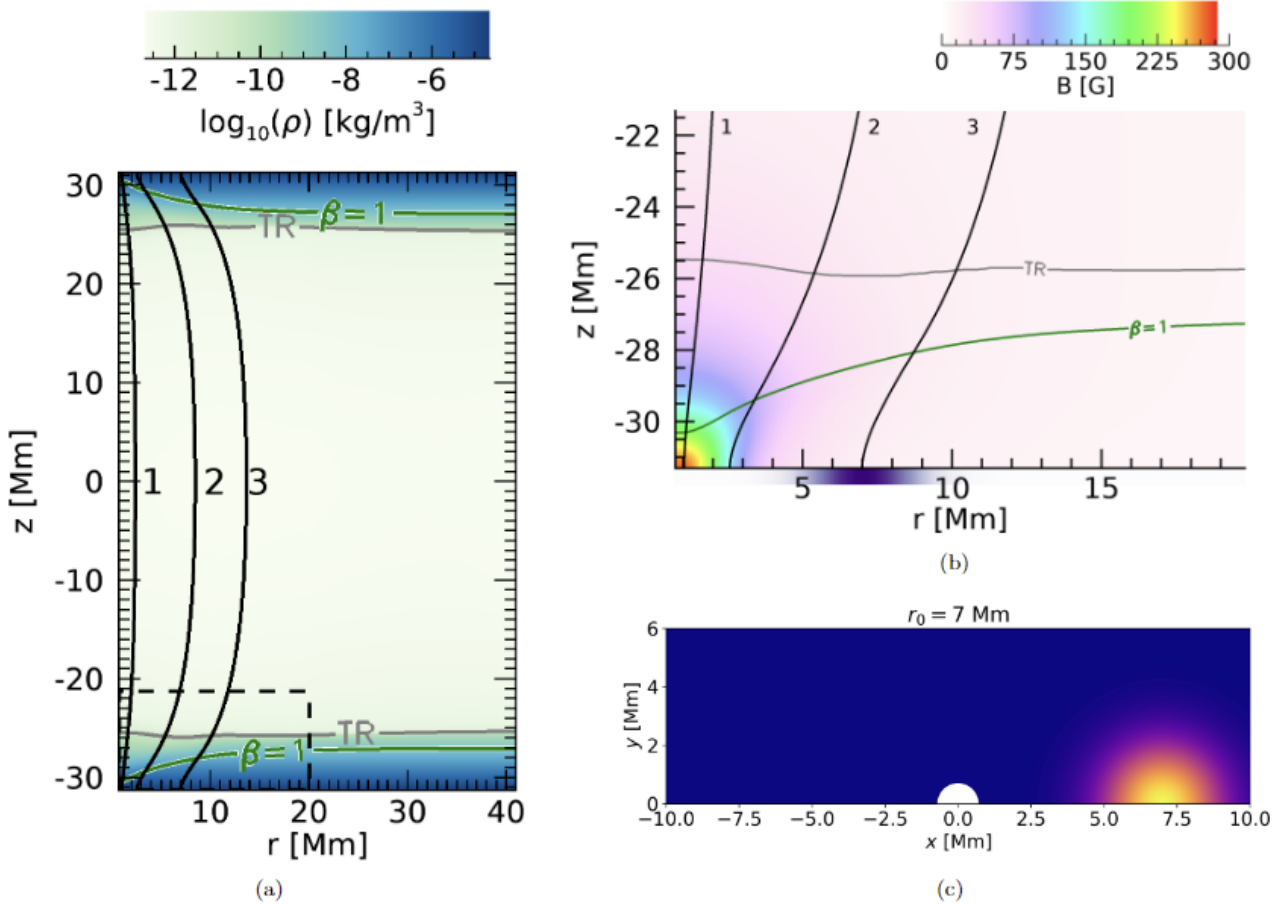 -12 -10 -8 -6
log₁₀(ρ) [kg/m³]
30
20
10
0
-10
-20
-30
z [Mm]
β=1
TR
1 2 3
TR
β=1
10 20 30 40
r [Mm]
(a)
0 75 150 225 300
B [G]
-22
-24
-26
-28
-30
z [Mm]
1 2 3
TR
β=1
5 10 15
r [Mm]
(b)
r₀ = 7 Mm
6
4
2
0
y [Mm]
−10.0 −7.5 −5.0 −2.5 0.0 2.5 5.0 7.5 10.0
x [Mm]
(c)